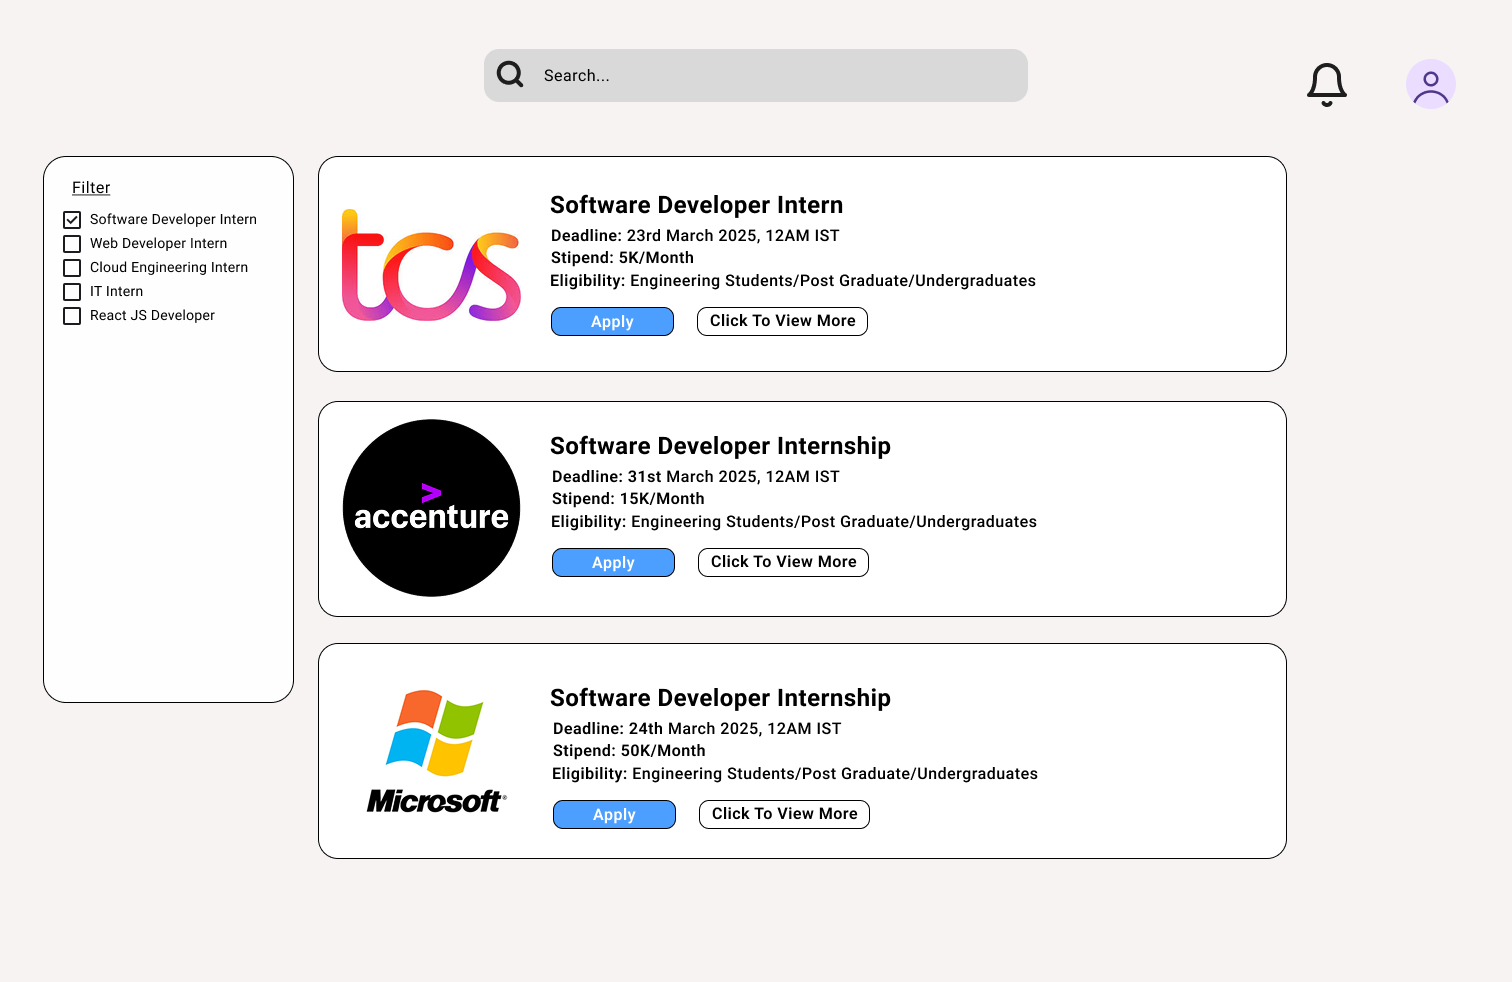 Search...
Filter
Software Developer Intern
Web Developer Intern
Cloud Engineering Intern
IT Intern
React JS Developer
tcs
Software Developer Intern
Deadline: 23rd March 2025, 12AM IST
Stipend: 5K/Month
Eligibility: Engineering Students/Post Graduate/Undergraduates
Apply
Click To View More
accenture
Software Developer Internship
Deadline: 31st March 2025, 12AM IST
Stipend: 15K/Month
Eligibility: Engineering Students/Post Graduate/Undergraduates
Apply
Click To View More
Microsoft®
Software Developer Internship
Deadline: 24th March 2025, 12AM IST
Stipend: 50K/Month
Eligibility: Engineering Students/Post Graduate/Undergraduates
Apply
Click To View More